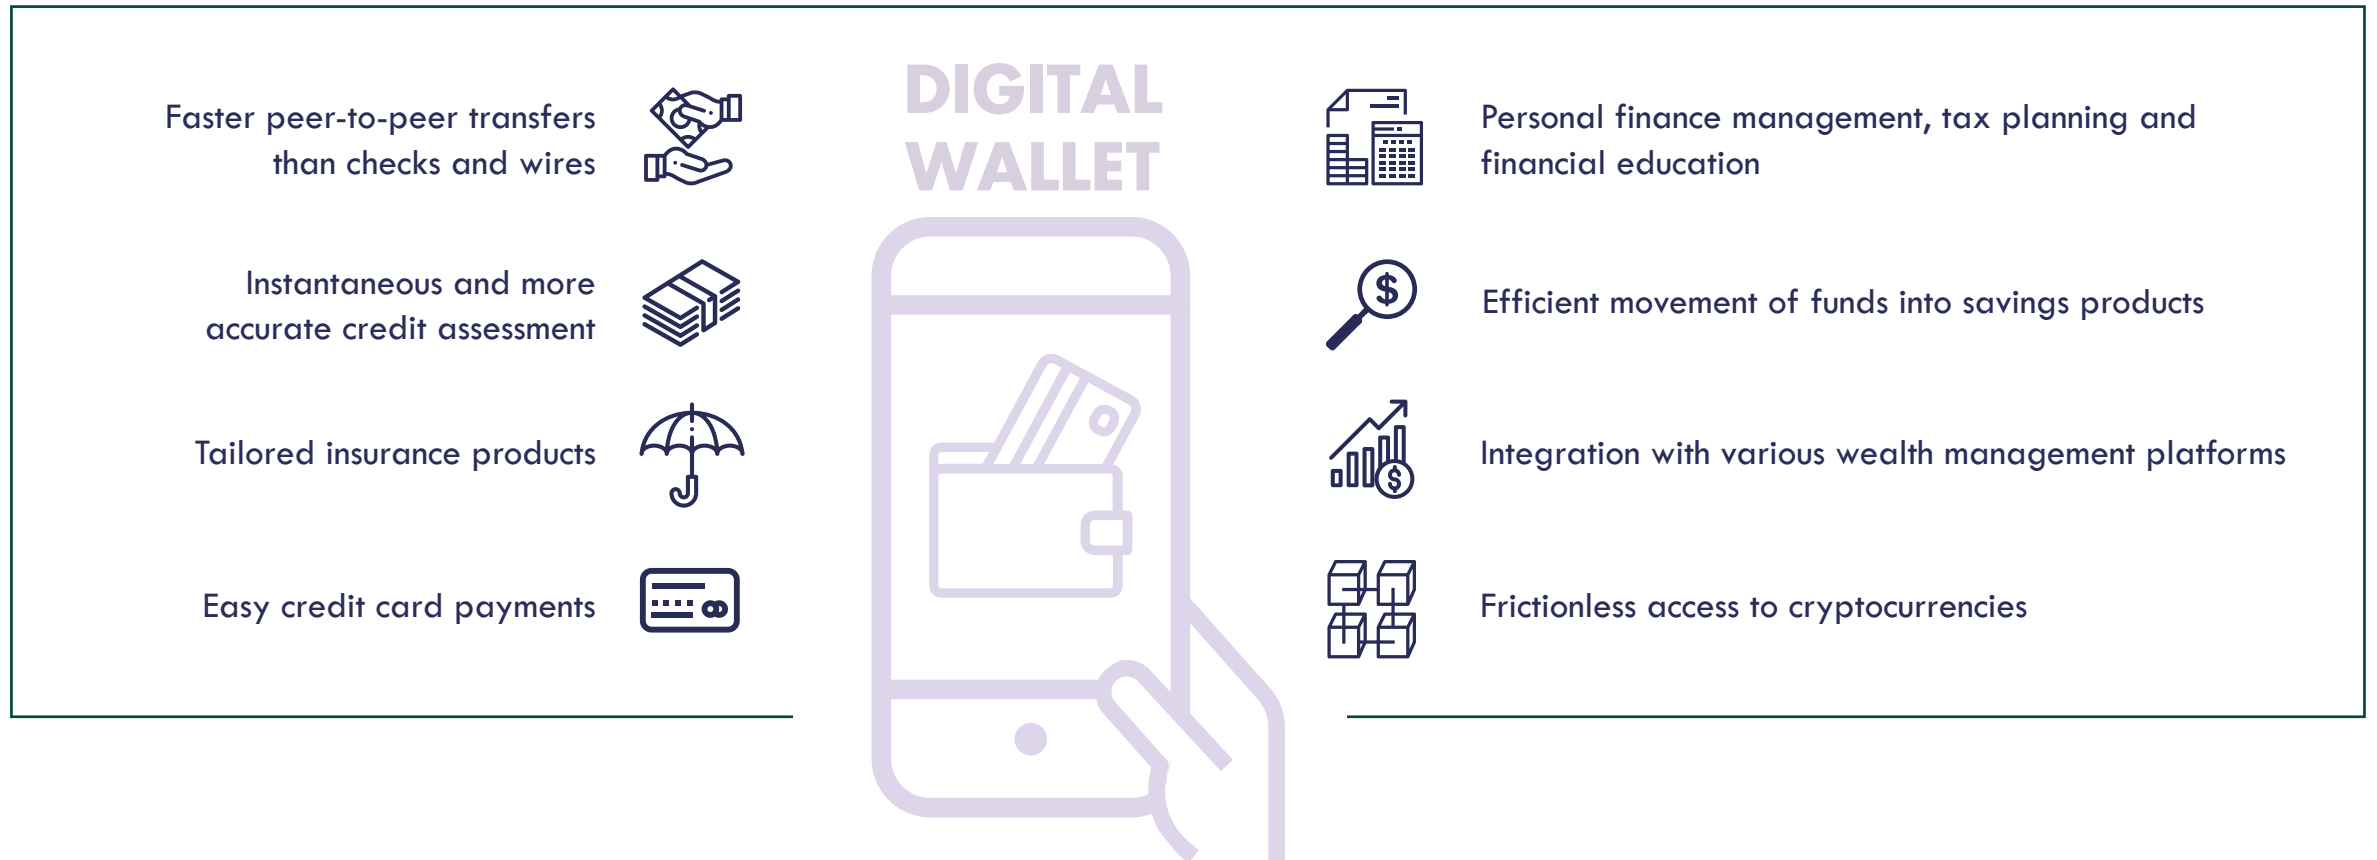 DIGITAL
WALLET
Faster peer-to-peer transfers
than checks and wires
Instantaneous and more
accurate credit assessment
Tailored insurance products
Easy credit card payments
Personal finance management, tax planning and
financial education
Efficient movement of funds into savings products
Integration with various wealth management platforms
Frictionless access to cryptocurrencies